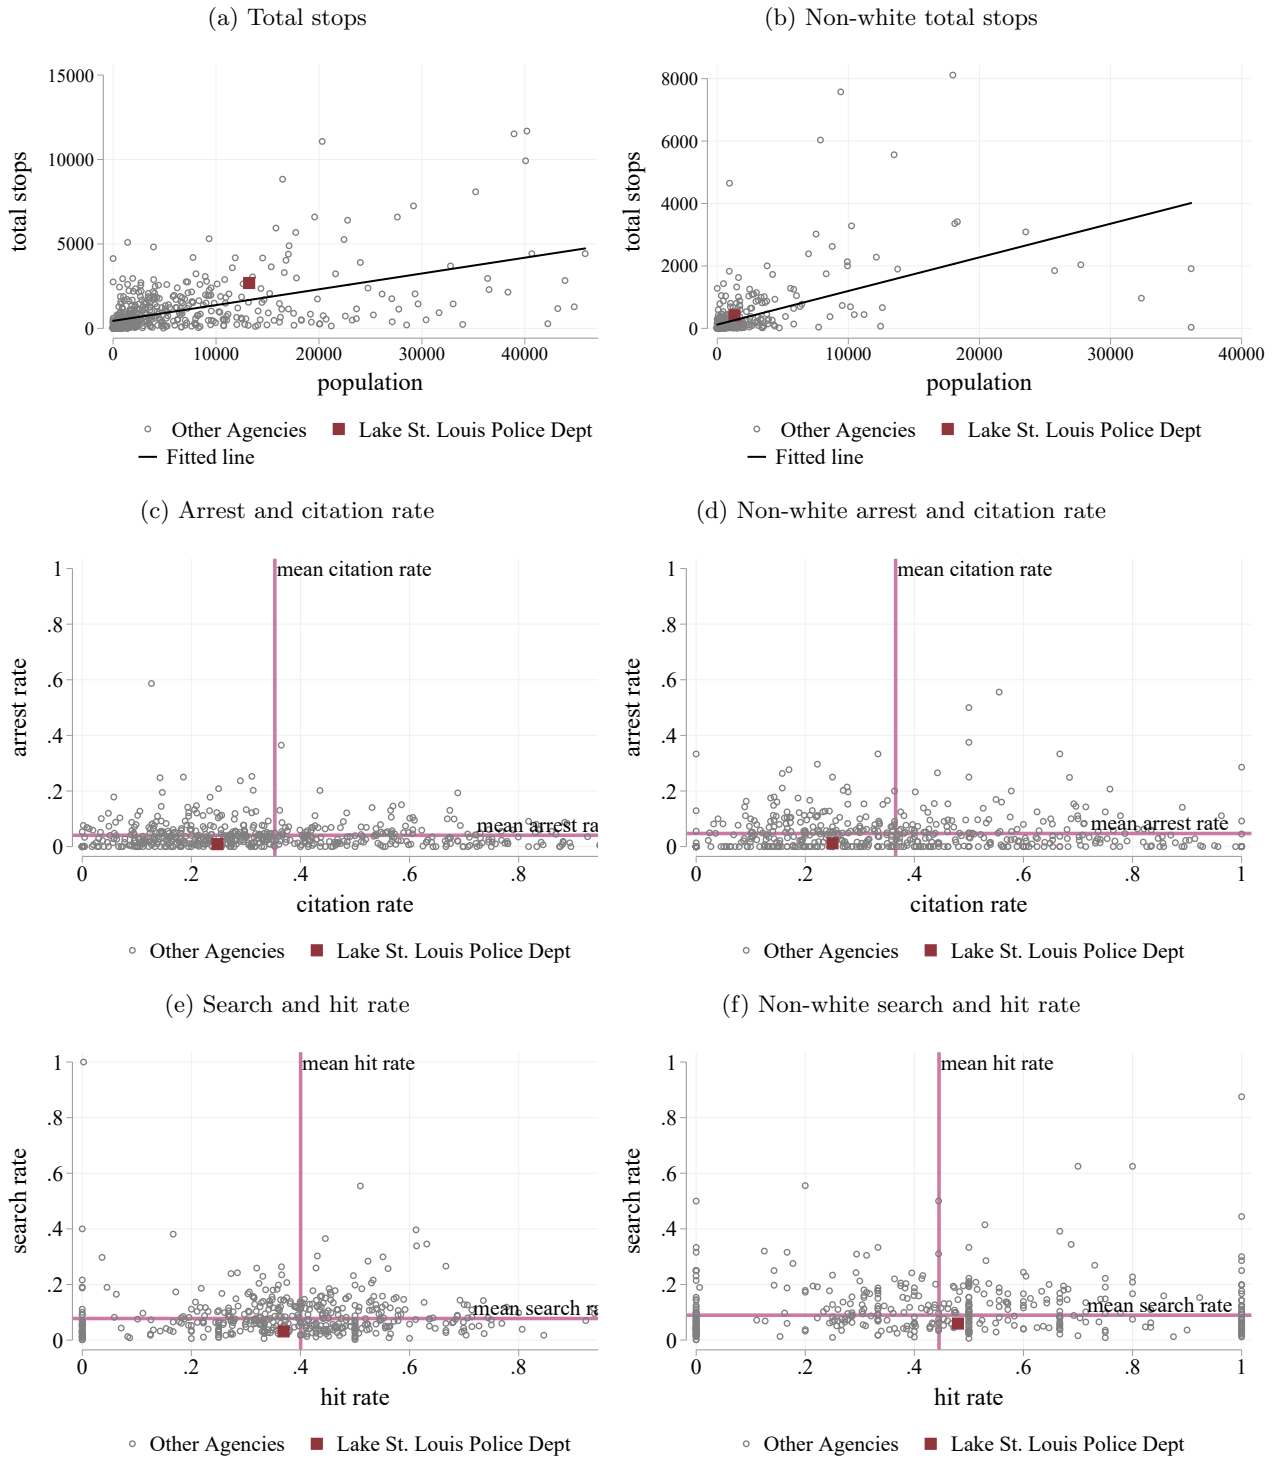 (a) Total stops
(b) Non-white total stops
15000
10000
5000
0
total stops
0 10000 20000 30000 40000
population
Other Agencies Lake St. Louis Police Dept
Fitted line
8000
6000
4000
2000
0
total stops
0 10000 20000 30000 40000
population
Other Agencies Lake St. Louis Police Dept
Fitted line
(c) Arrest and citation rate
(d) Non-white arrest and citation rate
1
.8
.6
.4
.2
0
arrest rate
mean citation rate
mean arrest ra
0 .2 .4 .6 .8
citation rate
Other Agencies Lake St. Louis Police Dept
1
.8
.6
.4
.2
0
arrest rate
mean citation rate
mean arrest rate
0 .2 .4 .6 .8 1
citation rate
Other Agencies Lake St. Louis Police Dept
(e) Search and hit rate
(f) Non-white search and hit rate
1
.8
.6
.4
.2
0
search rate
mean hit rate
mean search ra
0 .2 .4 .6 .8
hit rate
Other Agencies Lake St. Louis Police Dept
1
.8
.6
.4
.2
0
search rate
mean hit rate
mean search rate
0 .2 .4 .6 .8 1
hit rate
Other Agencies Lake St. Louis Police Dept